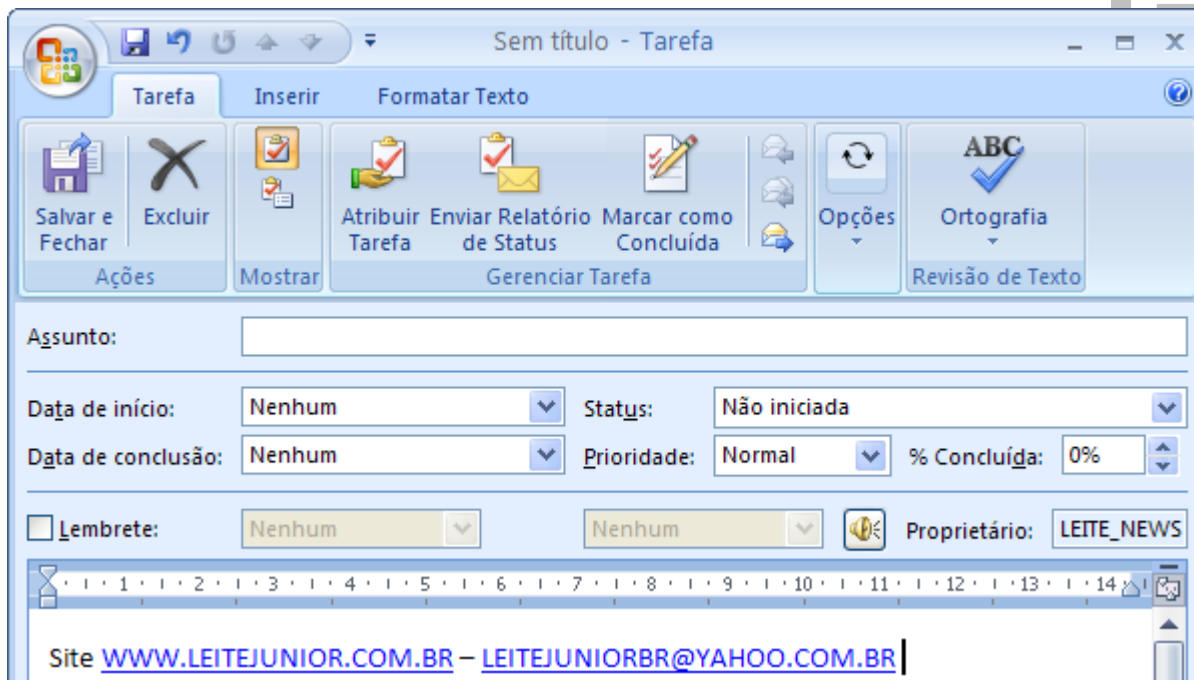 Sem título - Tarefa
Tarefa Inserir Formatar Texto
Salvar e Fechar Excluir Atribuir Tarefa Enviar Relatório de Status Marcar como Concluída Opções ABC Ortografia
Ações Mostrar Gerenciar Tarefa Revisão de Texto
Assunto:
Data de início: Nenhum Status: Não iniciada
Data de conclusão: Nenhum Prioridade: Normal % Concluída: 0%
Lembrete: Nenhum Nenhum Proprietário: LEITE_NEWS
1 2 3 4 5 6 7 8 9 10 11 12 13 14
Site WWW.LEITEJUNIOR.COM.BR – LEITEJUNIORBR@YAHOO.COM.BR